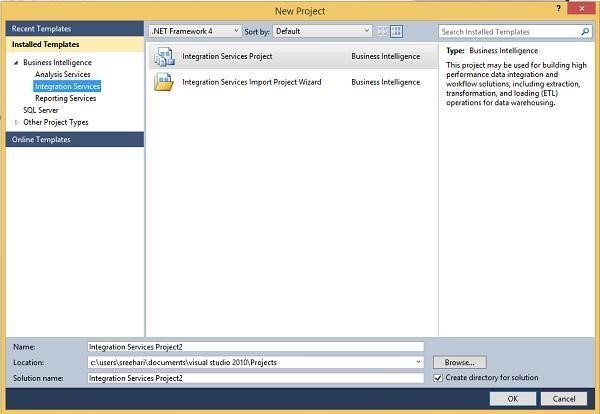 New Project
? x
Recent Templates
.NET Framework 4 Sort by: Default
Search Installed Templates
Installed Templates
Business Intelligence
Analysis Services
Integration Services
Reporting Services
SQL Server
Other Project Types
Online Templates
Integration Services Project Business Intelligence
Integration Services Import Project Wizard Business Intelligence
Type: Business Intelligence
This project may be used for building high
performance data integration and
workflow solutions, including extraction,
transformation, and loading (ETL)
operations for data warehousing.
Name: Integration Services Project2
Location: c:\users\sreehari\documents\visual studio 2010\Projects Browse...
Solution name: Integration Services Project2 Create directory for solution
OK Cancel